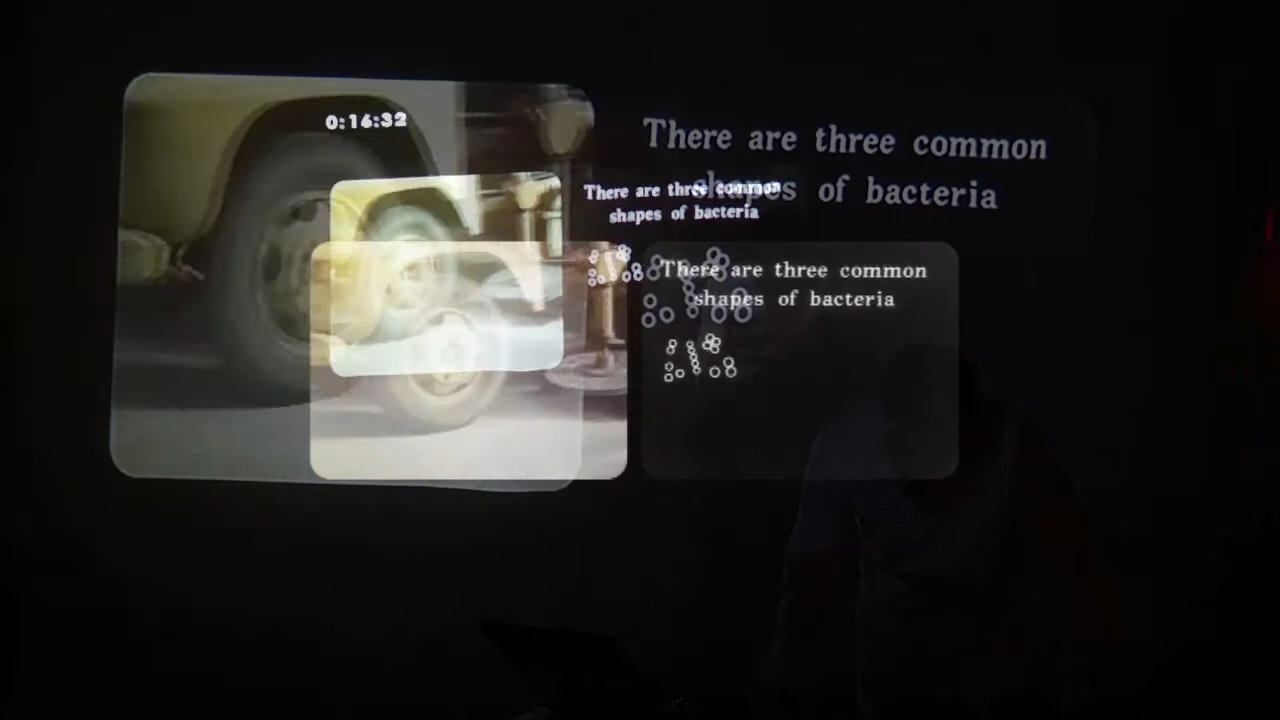 0:16:32
There are three common
shapes of bacteria
There are three common
shapes of bacteria
There are three common
shapes of bacteria